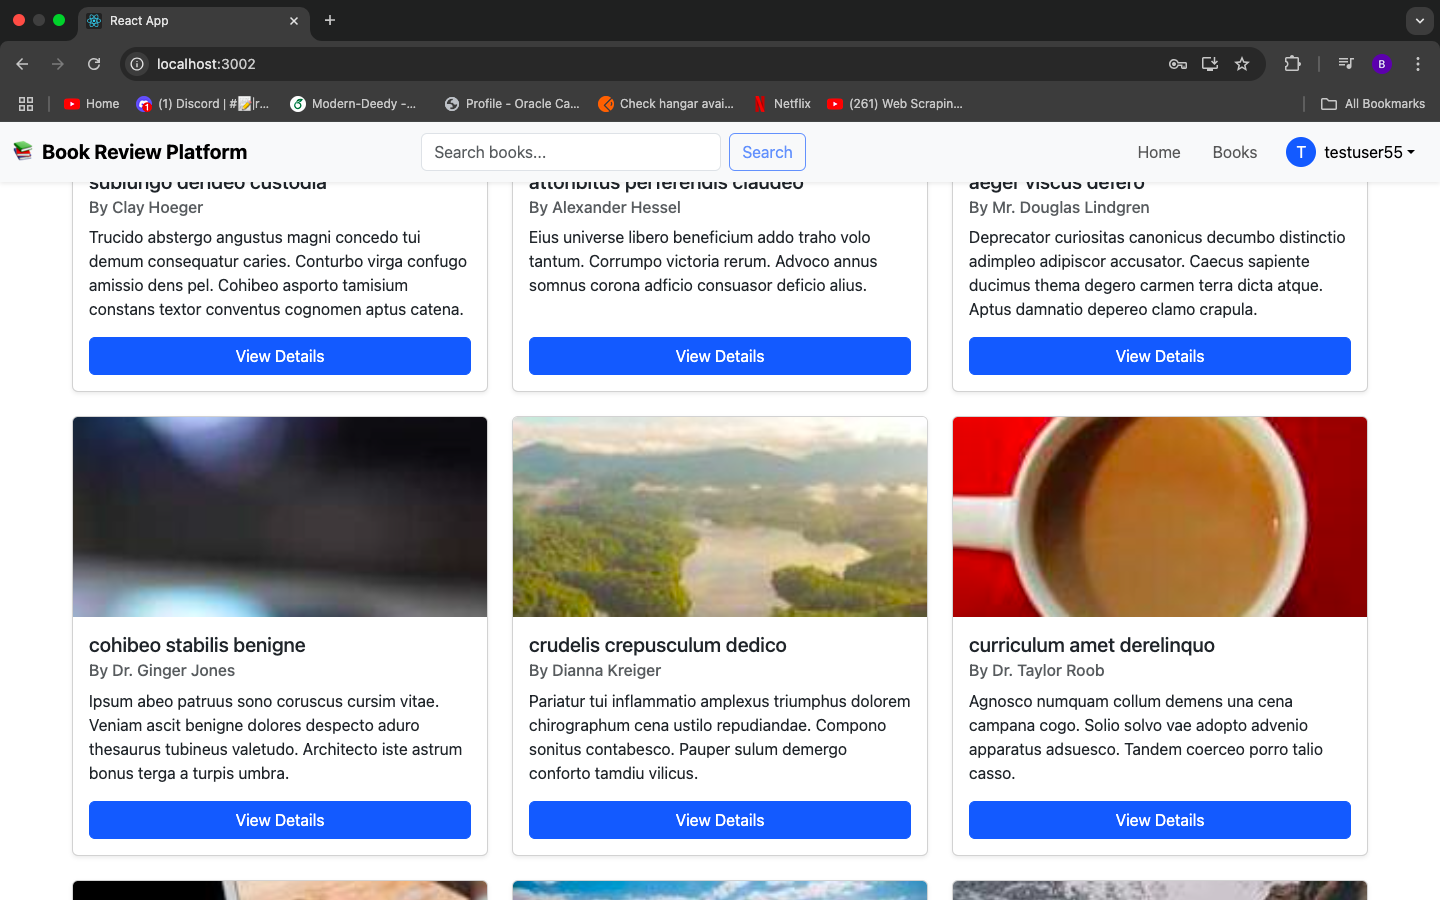 React App
localhost:3002
B
Home
(1) Discord | #📝|r...
Modern-Deedy -...
Profile - Oracle Ca...
Check hangar avai...
Netflix
(261) Web Scrapin...
All Bookmarks
Book Review Platform
Search books...
Search
Home
Books
T
testuser55
sublungo derideo custodia
By Clay Hoeger
Trucido abstergo angustus magni concedo tui
demum consequatur caries. Conturbo virga confugo
amissio dens pel. Cohibeo asporto tamisium
constans textor conventus cognomen aptus catena.
View Details
attonbitus perferendis claudeo
By Alexander Hessel
Eius universe libero beneficium addo traho volo
tantum. Corrumpo victoria rerum. Advoco annus
somnus corona adficio consuasor deficio alius.
View Details
aeger viscus defero
By Mr. Douglas Lindgren
Deprecator curiositas canonicus decumbo distinctio
adimpleo adipiscor accusator. Caecus sapiente
ducimus thema degero carmen terra dicta atque.
Aptus damnatio depereo clamo crapula.
View Details
cohibeo stabilis benigne
By Dr. Ginger Jones
Ipsum abeo patruus sono coruscus cursim vitae.
Veniam ascit benigne dolores despecto aduro
thesaurus tubineus valetudo. Architecto iste astrum
bonus terga a turpis umbra.
View Details
crudelis crepusculum dedico
By Dianna Kreiger
Pariatur tui inflammatio amplexus triumphus dolorem
chirographum cena ustilo repudiandae. Compono
sonitus contabesco. Pauper sulum demergo
conforto tamdiu vilicus.
View Details
curriculum amet derelinquo
By Dr. Taylor Roob
Agnosco numquam collum demens una cena
campana cogo. Solio solvo vae adopto advenio
apparatus adsuesco. Tandem coerceo porro talio
casso.
View Details